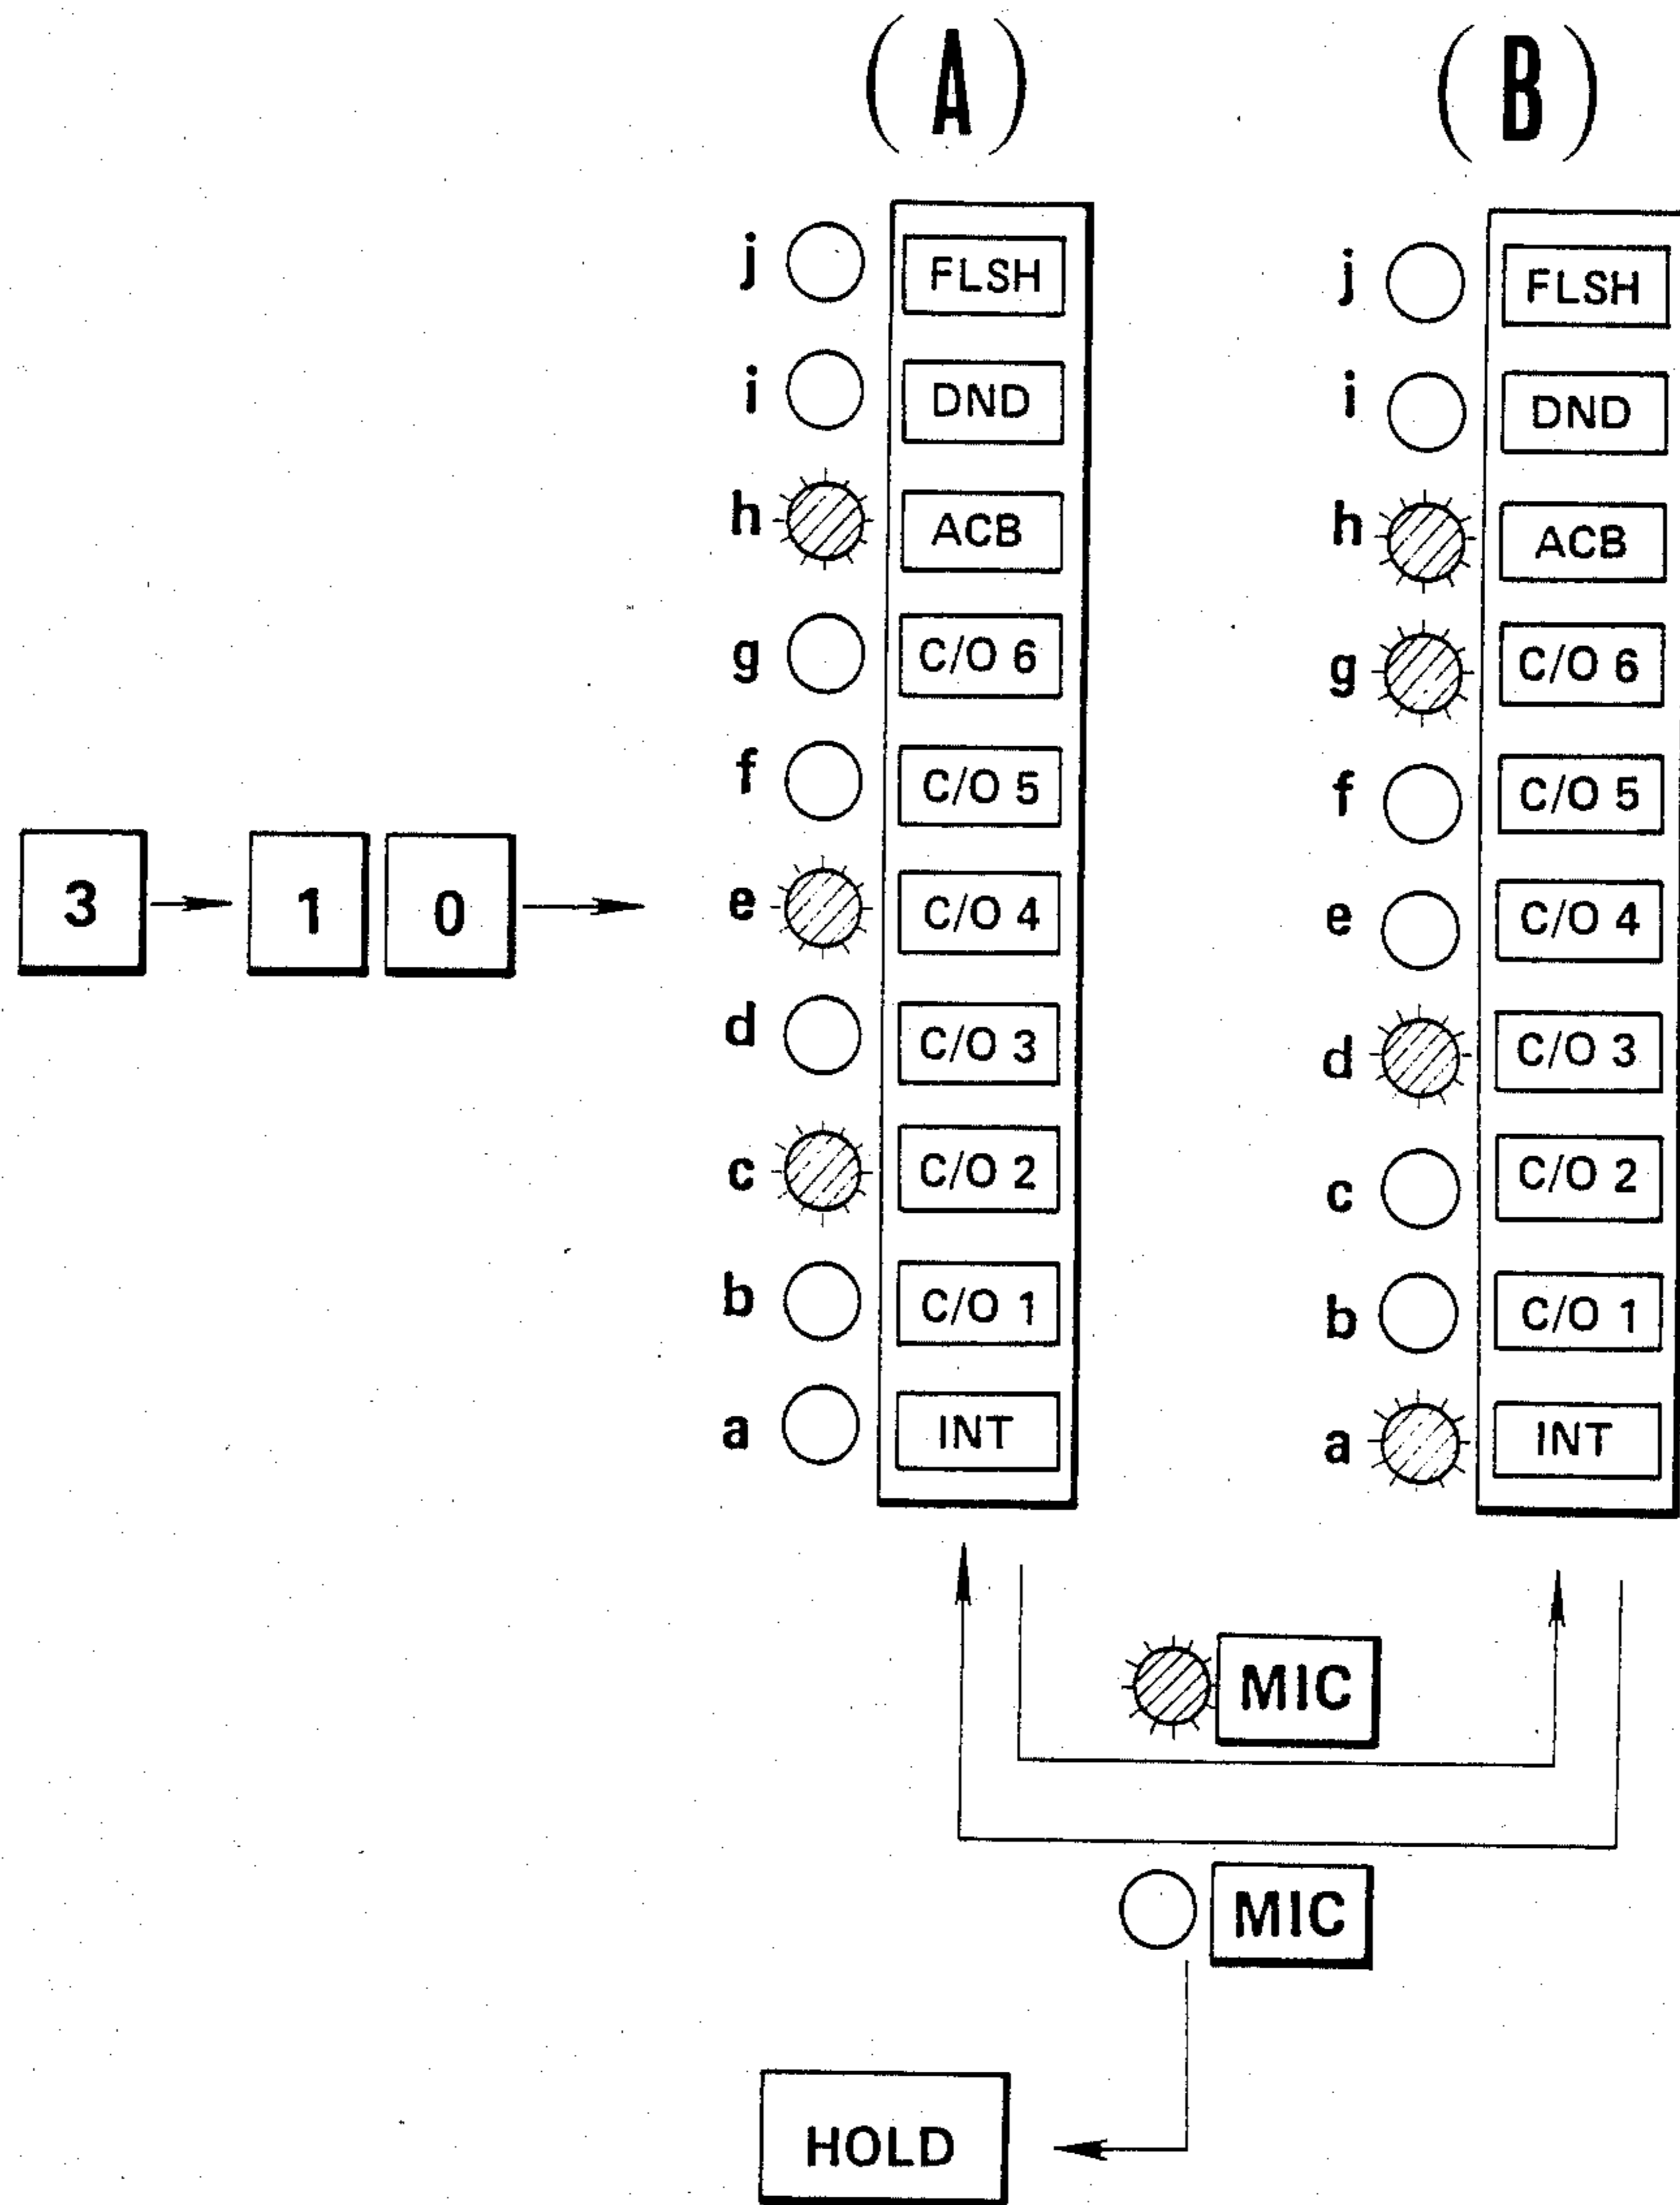 ( A ) ( B )
j FLSH j FLSH
i DND i DND
h ACB h ACB
g C/O 6 g C/O 6
f C/O 5 f C/O 5
3 1 0 e C/O 4 e C/O 4
d C/O 3 d C/O 3
c C/O 2 c C/O 2
b C/O 1 b C/O 1
a INT a INT
MIC
MIC
HOLD